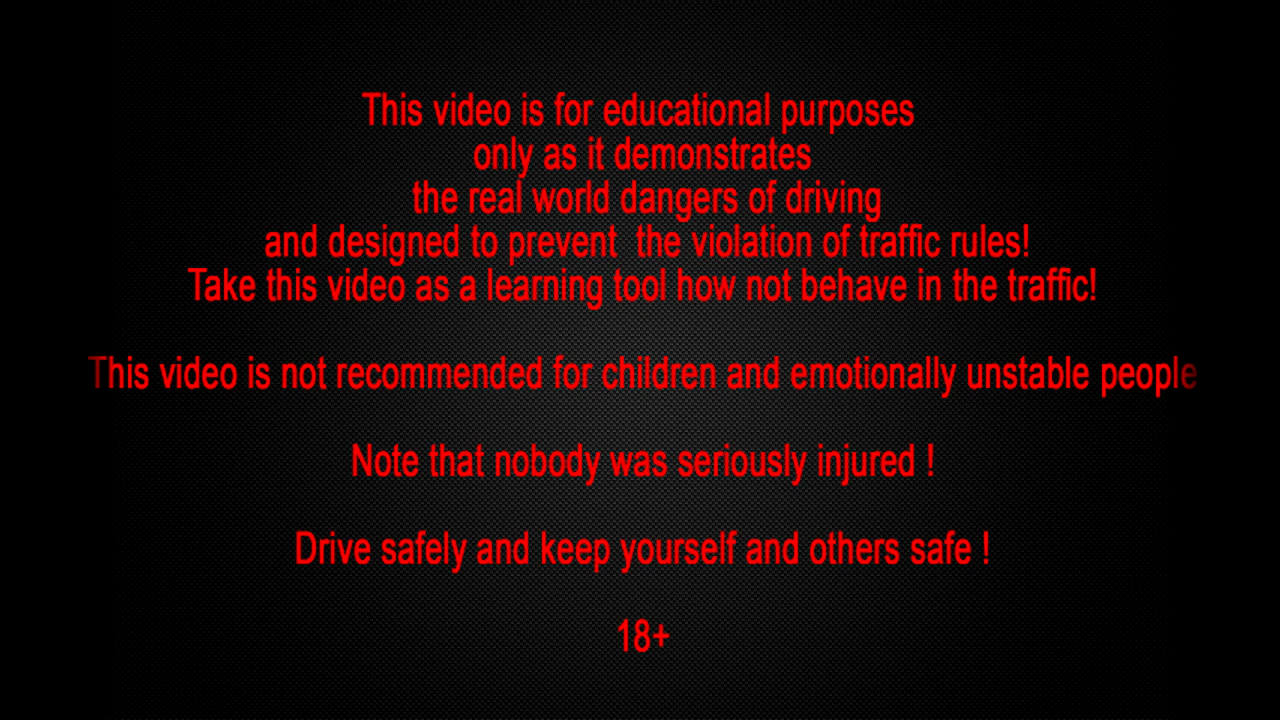 This video is for educational purposes
only as it demonstrates
the real world dangers of driving
and designed to prevent  the violation of traffic rules!
Take this video as a learning tool how not behave in the traffic!
This video is not recommended for children and emotionally unstable people
Note that nobody was seriously injured !
Drive safely and keep yourself and others safe !
18+